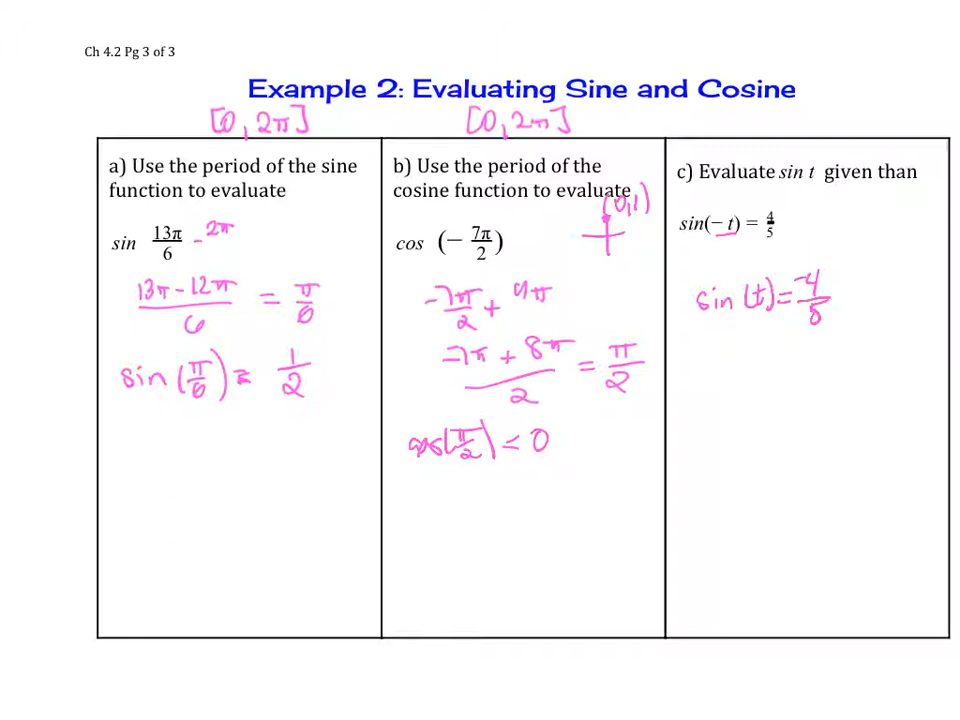 Ch 4.2 Pg 3 of 3
Example 2: Evaluating Sine and Cosine
[0, 2π]
[0, 2π]
a) Use the period of the sine
function to evaluate
sin 13π/6 - 2π
13π - 12π / 6 = π/6
sin (π/6) = 1/2
b) Use the period of the
cosine function to evaluate
(0,1)
cos (− 7π/2)
-7π/2 + 4π
-7π + 8π / 2 = π/2
cos(π/2) = 0
c) Evaluate sin t given than
sin(− t) = 4/5
sin (t) = -4/5